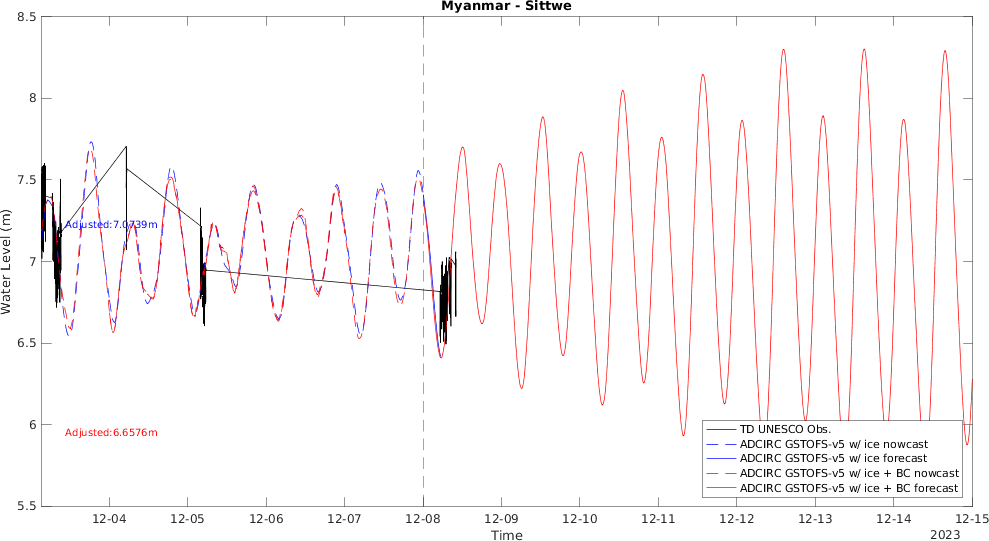 Myanmar - Sittwe
8.5
8
7.5
7
6.5
6
5.5
Water Level (m)
Adjusted:7.0739m
Adjusted:6.6576m
TD UNESCO Obs.
ADCIRC GSTOFS-v5 w/ ice nowcast
ADCIRC GSTOFS-v5 w/ ice forecast
ADCIRC GSTOFS-v5 w/ ice + BC nowcast
ADCIRC GSTOFS-v5 w/ ice + BC forecast
12-04 12-05 12-06 12-07 12-08 12-09 12-10 12-11 12-12 12-13 12-14 12-15
Time
2023